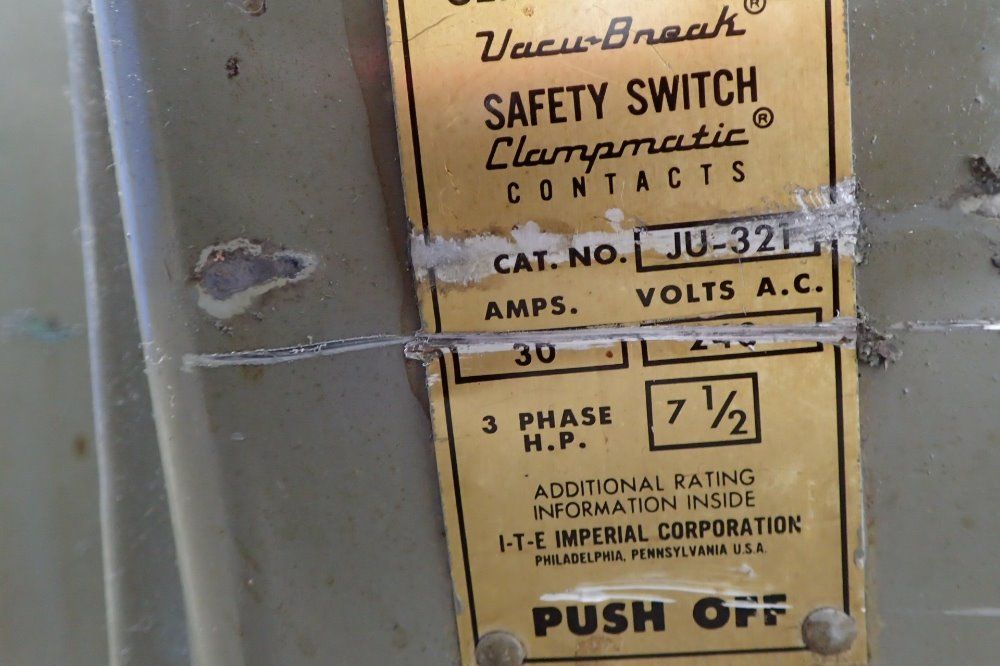 Vacu-Break®
SAFETY SWITCH
Clampmatic®
CONTACTS
CAT. NO. JU-321
AMPS. VOLTS A.C.
30 240
3 PHASE H.P. 7 1/2
ADDITIONAL RATING
INFORMATION INSIDE
I-T-E IMPERIAL CORPORATION
PHILADELPHIA, PENNSYLVANIA U.S.A.
PUSH OFF